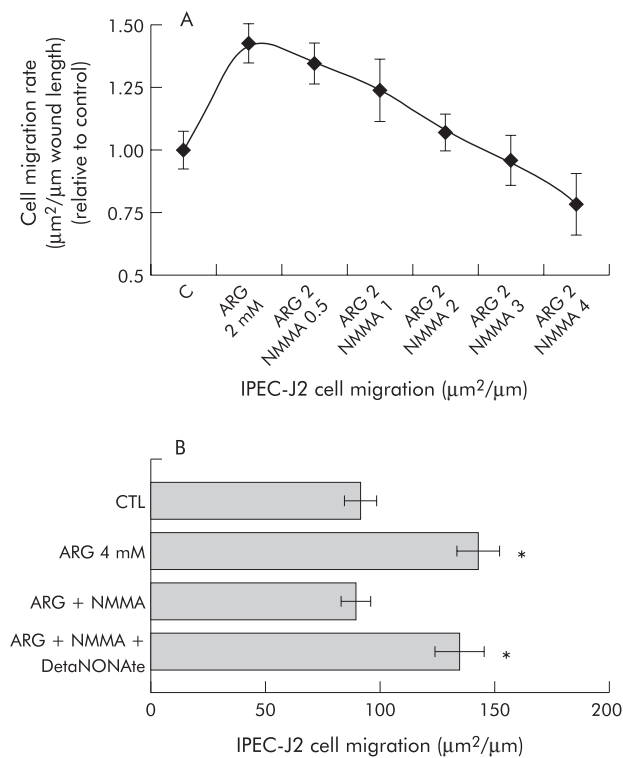 A
Cell migration rate
(μm²/μm wound length)
(relative to control)
1.50
1.25
1.00
0.75
0.5
C
ARG
2 mM
ARG 2
NMMA 0.5
ARG 2
NMMA 1
ARG 2
NMMA 2
ARG 2
NMMA 3
ARG 2
NMMA 4
IPEC-J2 cell migration (μm²/μm)
B
CTL
ARG 4 mM
*
ARG + NMMA
ARG + NMMA +
DetaNONAte
*
0
50
100
150
200
IPEC-J2 cell migration (μm²/μm)